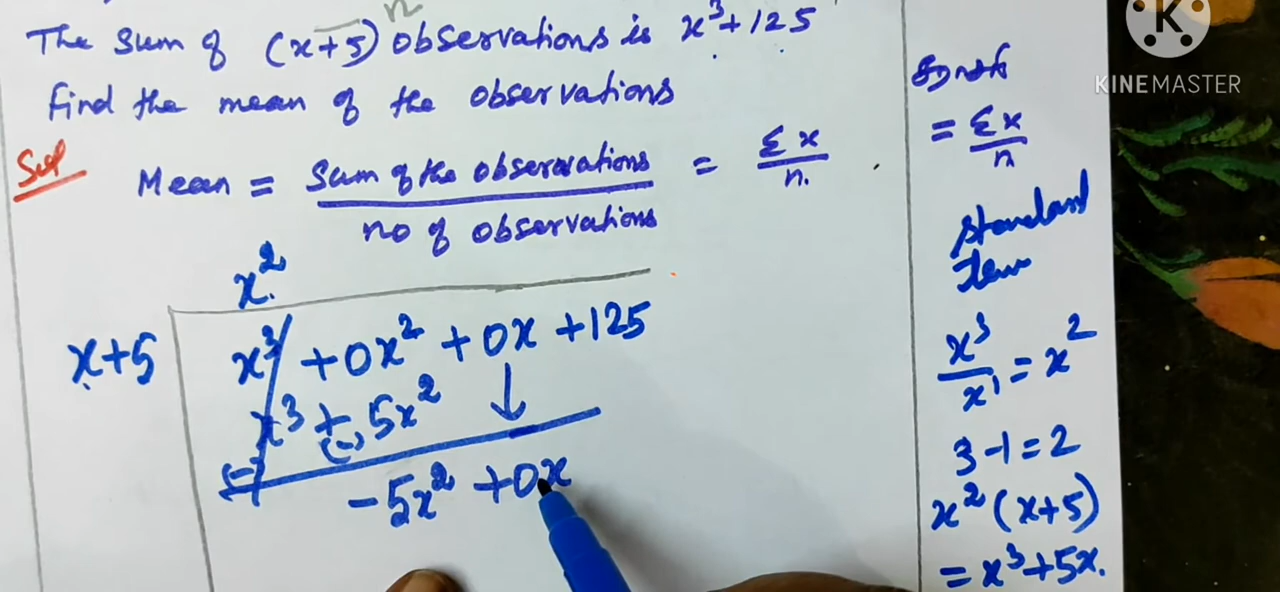 n
The Sum of (x+5) observations is x³+125
find the mean of the observations
Sol
Mean = Sum of the observations / no of observations = Σx / n.
x²
x+5
x³ +0x² +0x +125
x³ + 5x²
(-) (-)
-5x² +0x
K
KINEMASTER
= Σx / n
standard
x³ / x¹ = x²
3-1=2
x² (x+5)
= x³+5x.